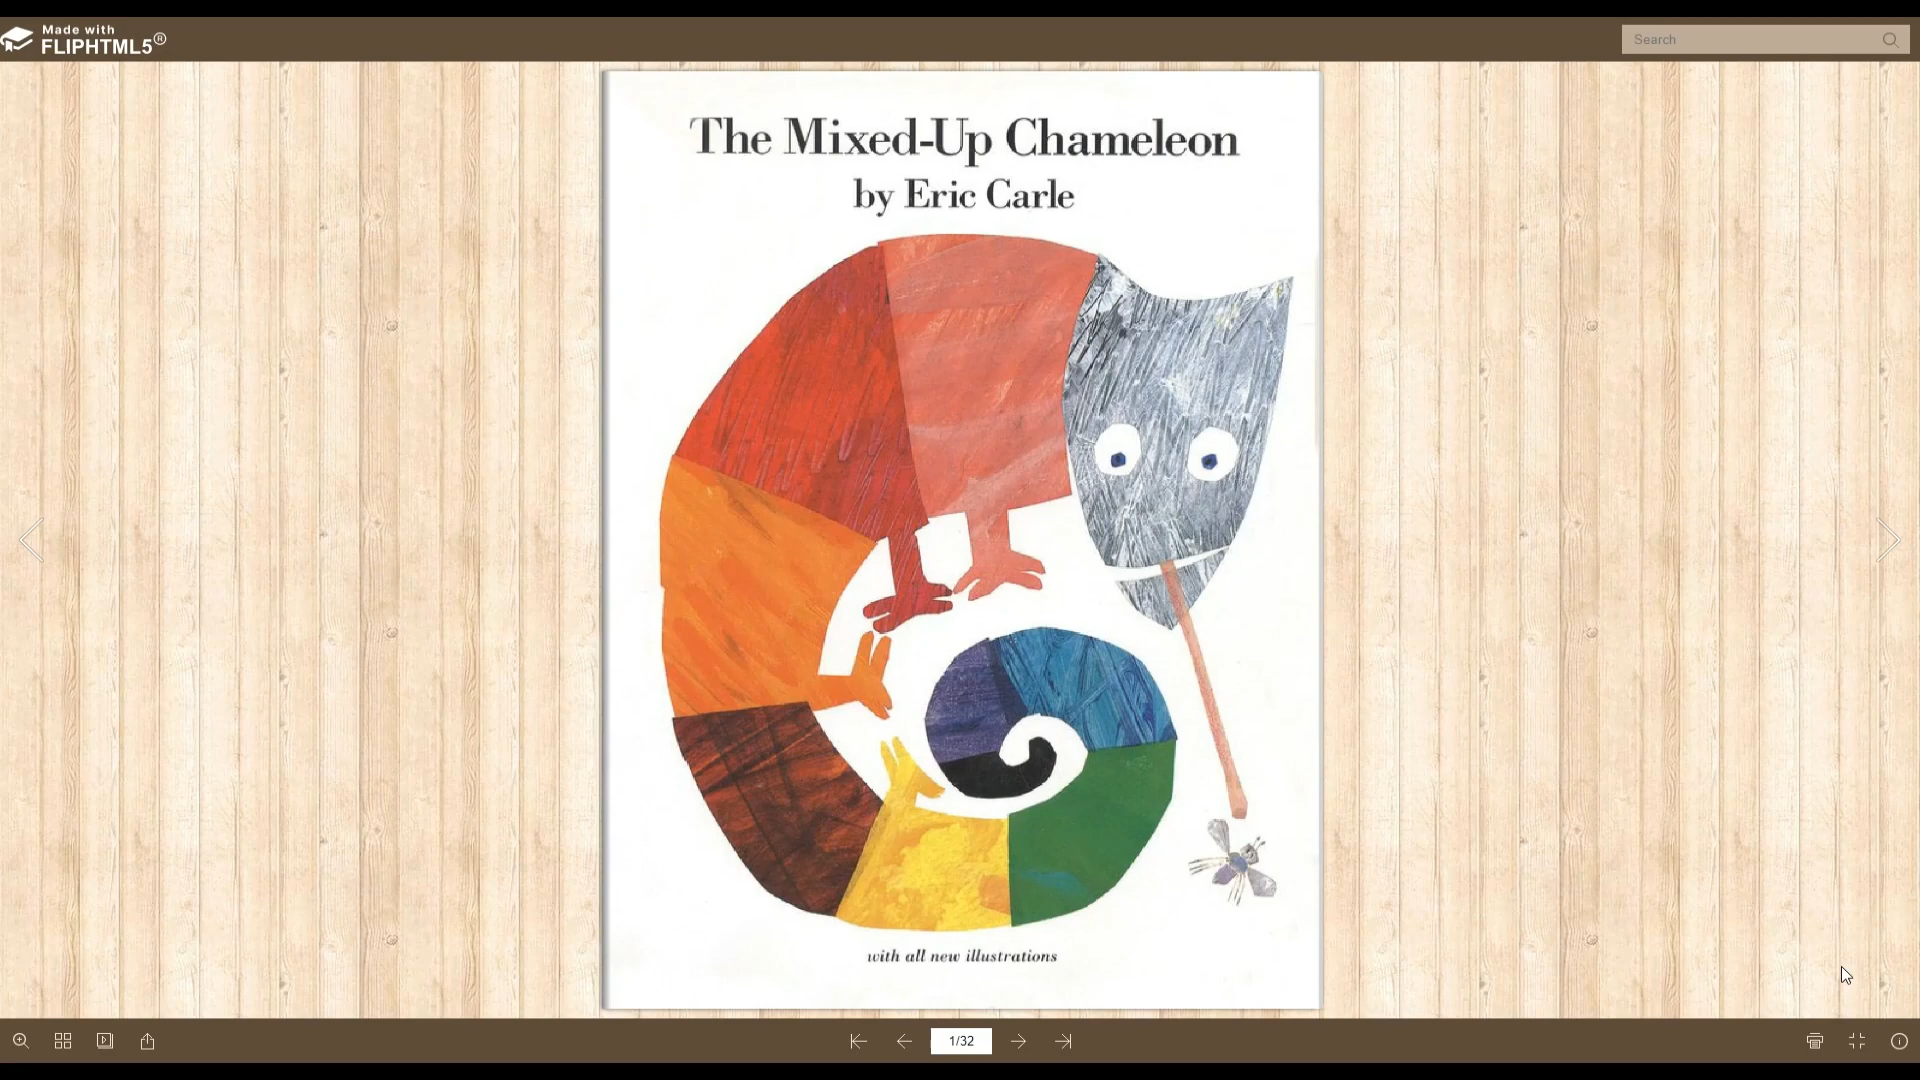 Made with
FLIPHTML5®
Search
The Mixed-Up Chameleon
by Eric Carle
with all new illustrations
1/32